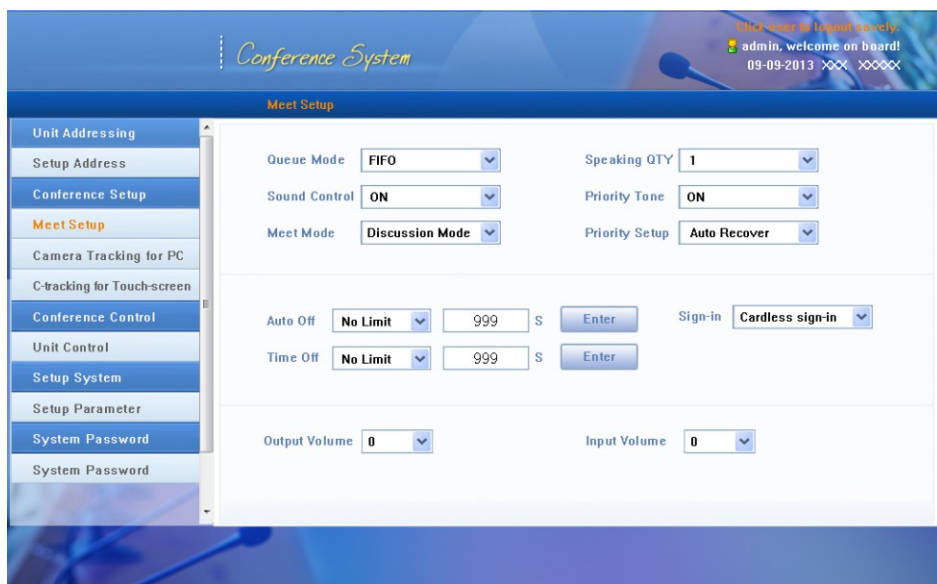 Click user to logout savely.
Conference System
admin, welcome on board!
09-09-2013 XXX XXXXX
Meet Setup
Unit Addressing
Setup Address
Conference Setup
Meet Setup
Camera Tracking for PC
C-tracking for Touch-screen
Conference Control
Unit Control
Setup System
Setup Parameter
System Password
System Password
Queue Mode FIFO Speaking QTY 1
Sound Control ON Priority Tone ON
Meet Mode Discussion Mode Priority Setup Auto Recover
Auto Off No Limit 999 S Enter Sign-in Cardless sign-in
Time Off No Limit 999 S Enter
Output Volume 0 Input Volume 0